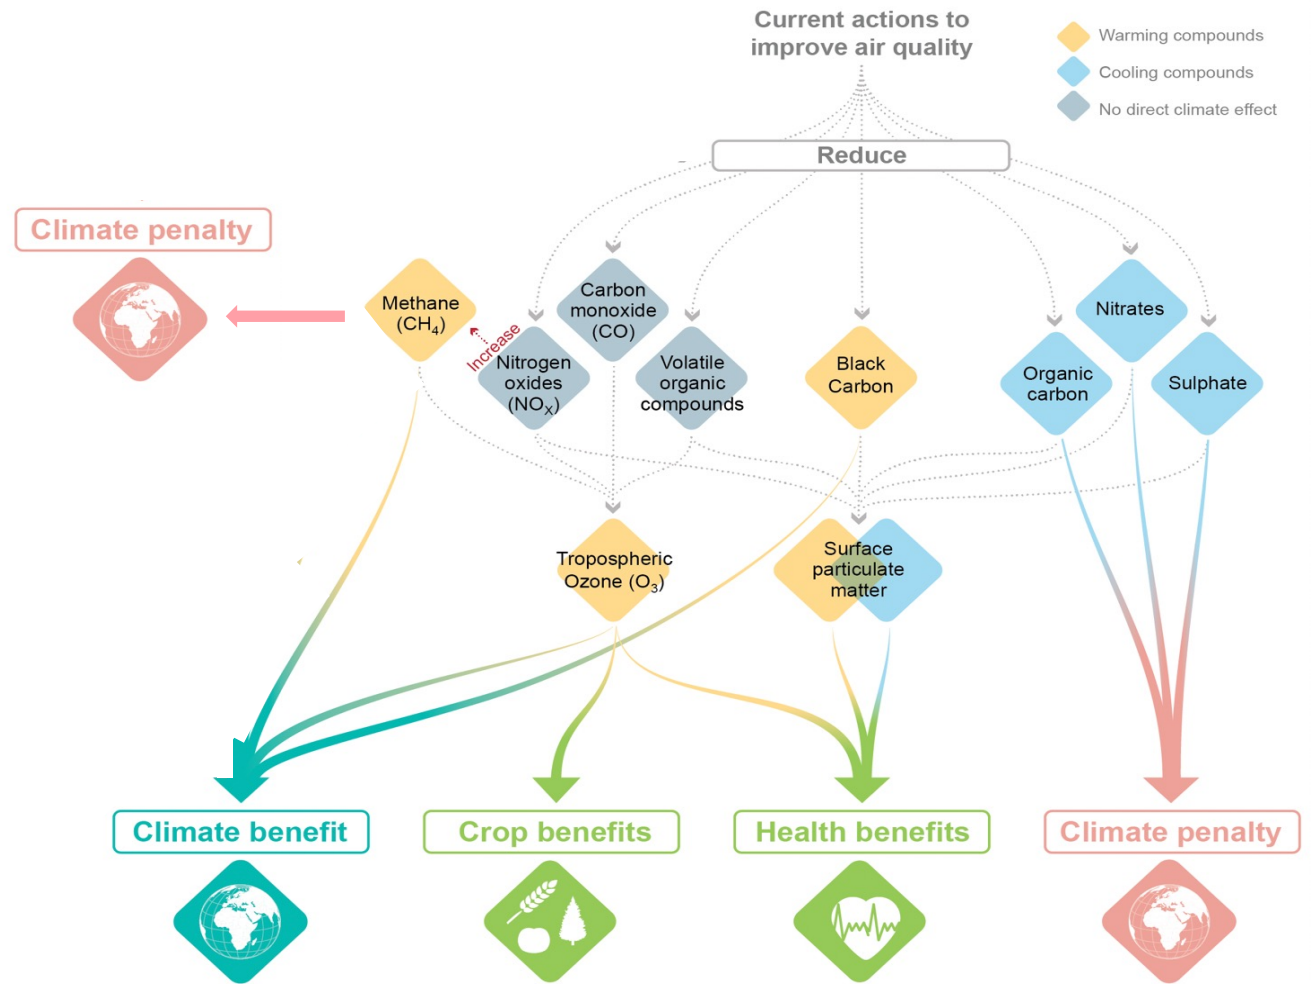 Current actions to
improve air quality
Warming compounds
Cooling compounds
No direct climate effect
Reduce
Climate penalty
Methane
(CH₄)
Increase
Nitrogen
oxides
(NOₓ)
Carbon
monoxide
(CO)
Volatile
organic
compounds
Black
Carbon
Organic
carbon
Nitrates
Sulphate
Tropospheric
Ozone (O₃)
Surface
particulate
matter
Climate benefit
Crop benefits
Health benefits
Climate penalty